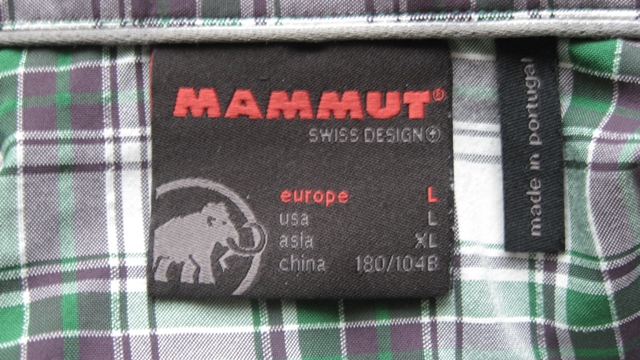 MAMMUT®
SWISS DESIGN
europe L
usa L
asia XL
china 180/104B
made in portugal